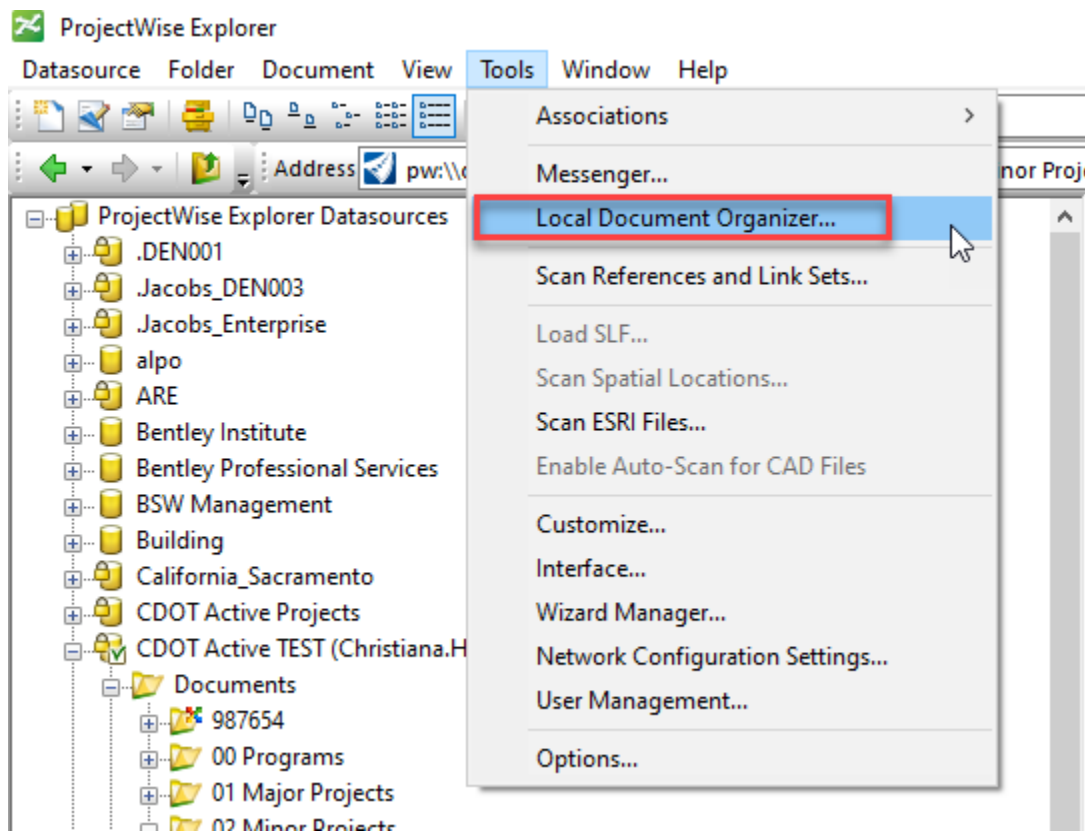 ProjectWise Explorer
Datasource Folder Document View Tools Window Help
Address pw:\\
nor Proj
Associations
Messenger...
Local Document Organizer...
Scan References and Link Sets...
Load SLF...
Scan Spatial Locations...
Scan ESRI Files...
Enable Auto-Scan for CAD Files
Customize...
Interface...
Wizard Manager...
Network Configuration Settings...
User Management...
Options...
ProjectWise Explorer Datasources
.DEN001
.Jacobs_DEN003
.Jacobs_Enterprise
alpo
ARE
Bentley Institute
Bentley Professional Services
BSW Management
Building
California_Sacramento
CDOT Active Projects
CDOT Active TEST (Christiana.H
Documents
987654
00 Programs
01 Major Projects
02 Minor Projects